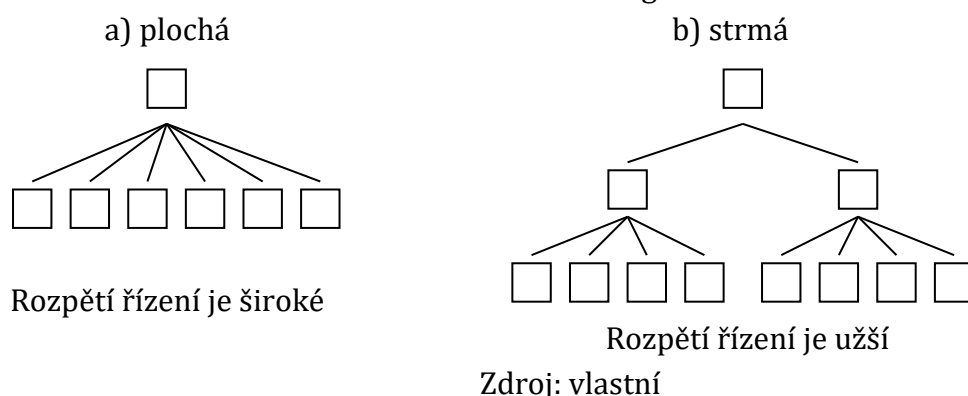 a) plochá
b) strmá
Rozpětí řízení je široké
Rozpětí řízení je užší
Zdroj: vlastní